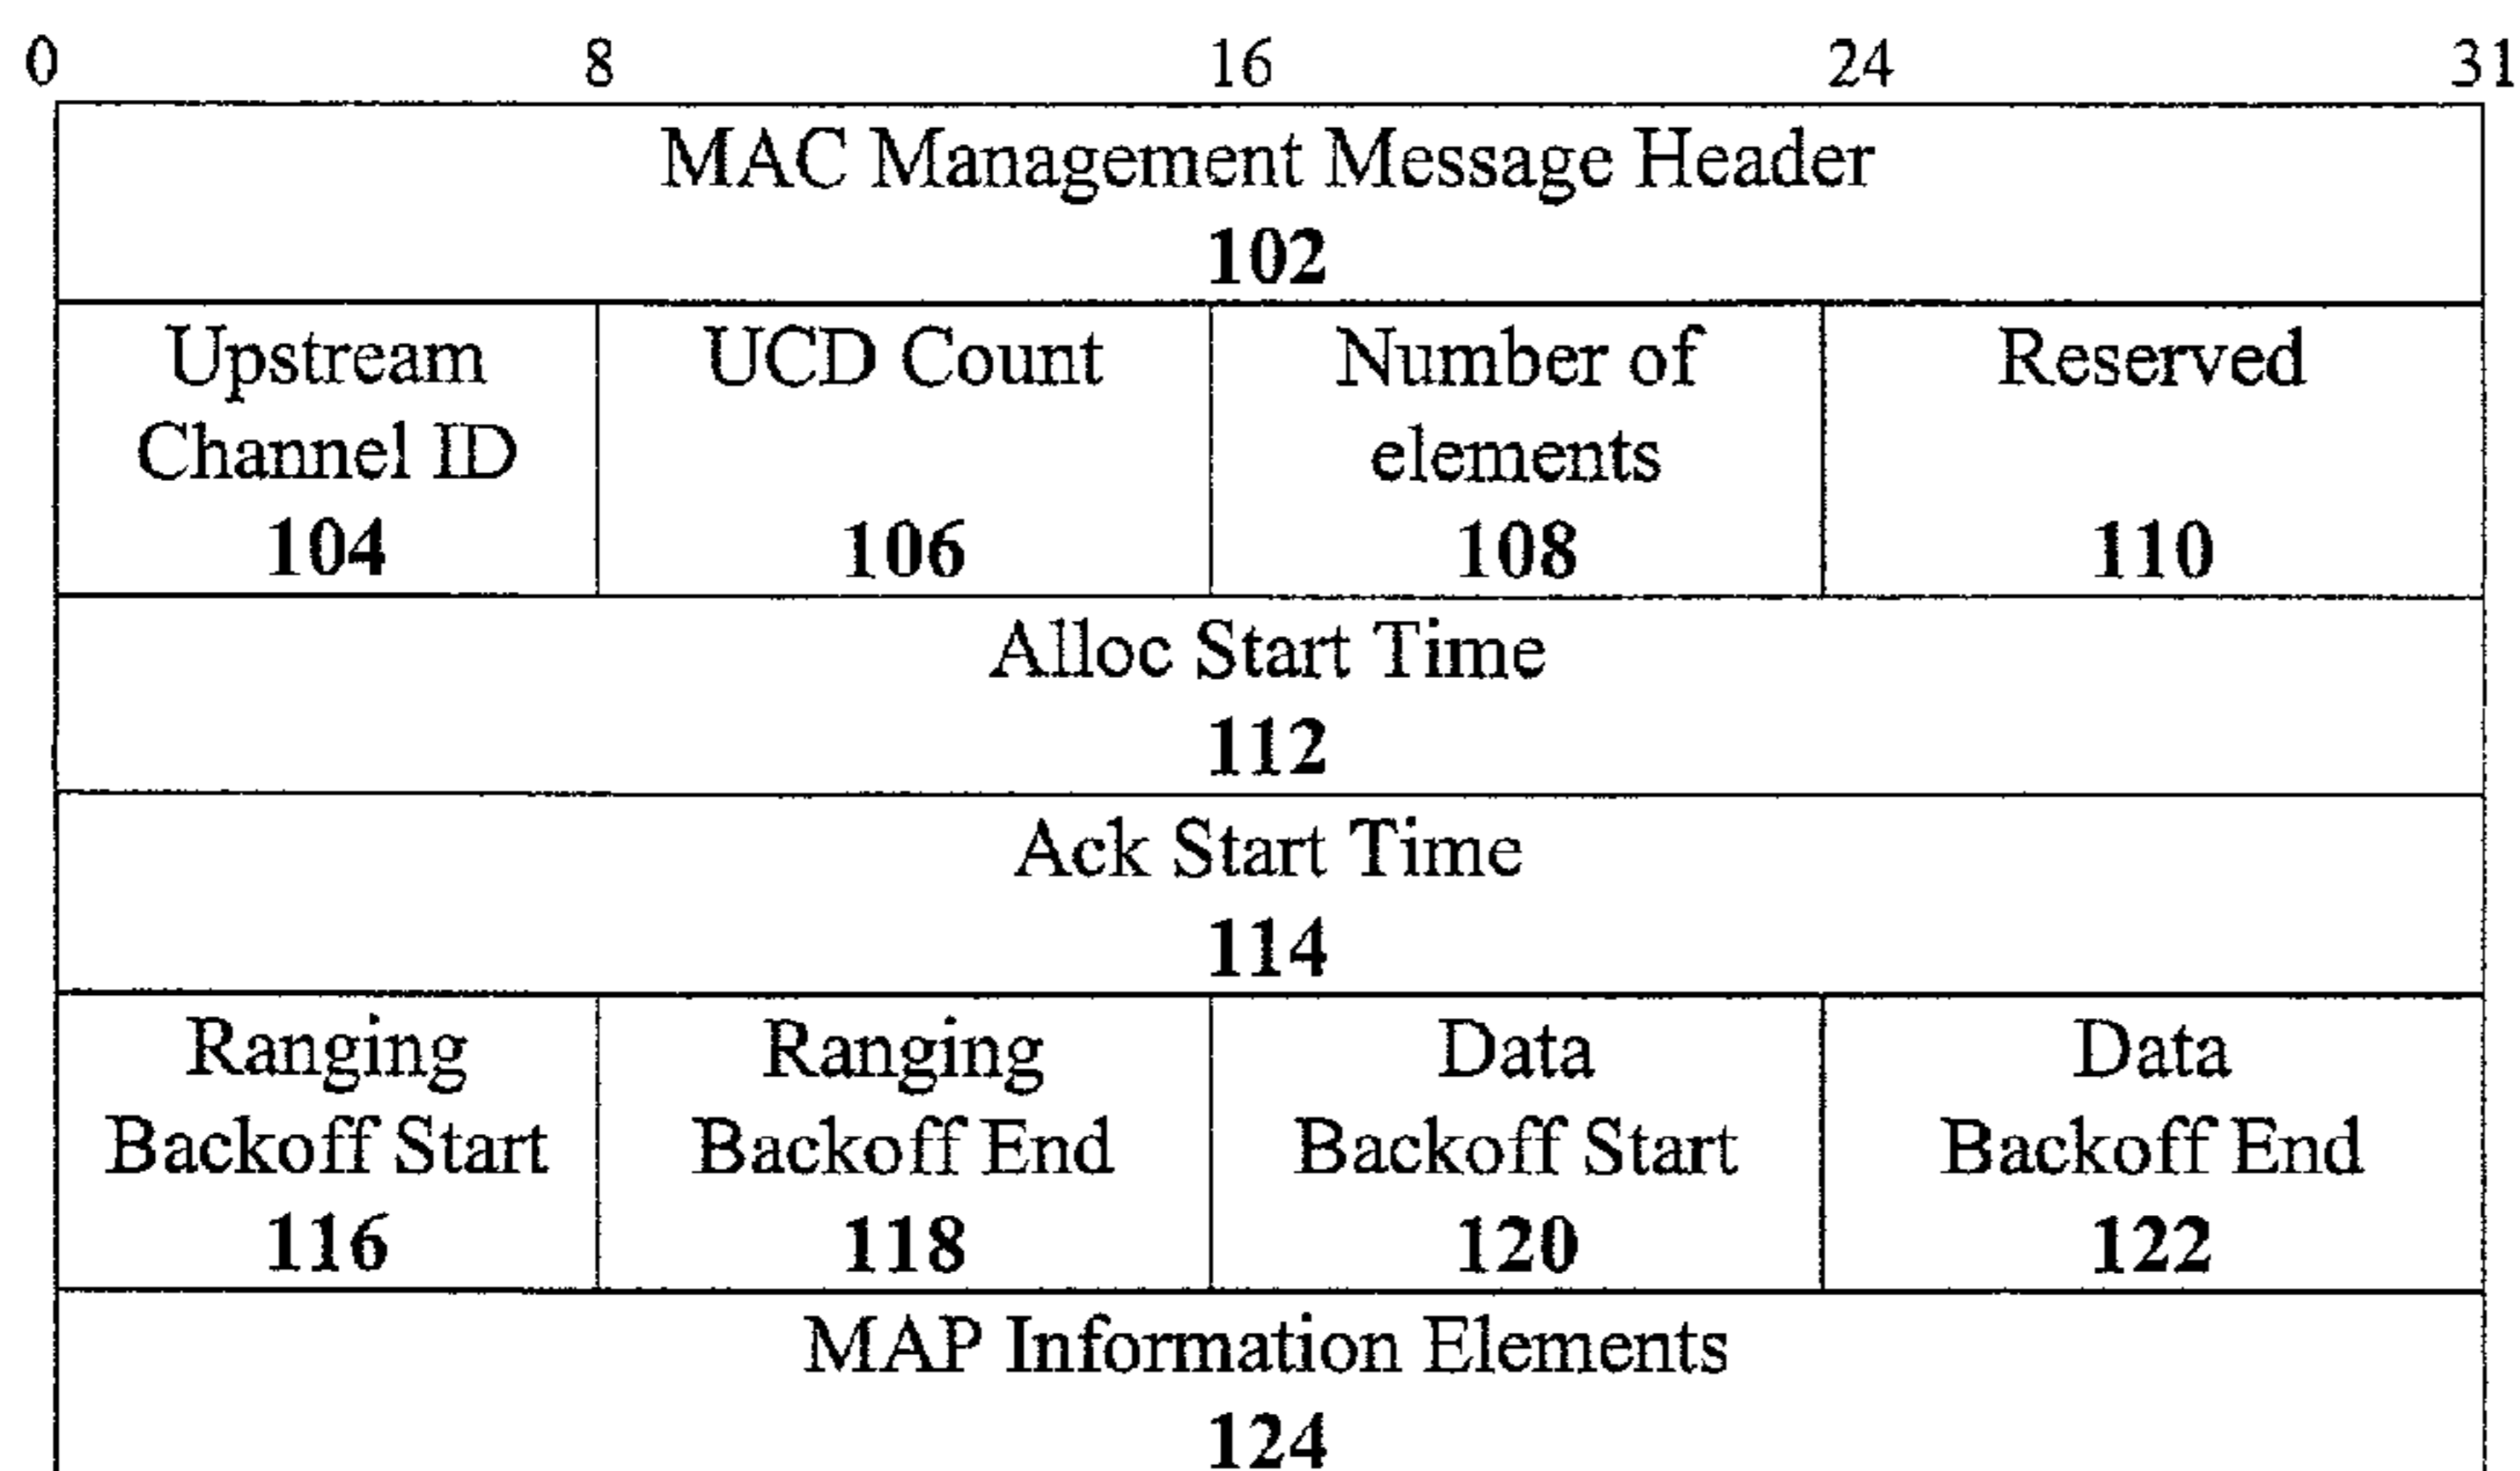 0 8 16 24 31
MAC Management Message Header
102
Upstream UCD Count Number of Reserved
Channel ID elements
104 106 108 110
Alloc Start Time
112
Ack Start Time
114
Ranging Ranging Data Data
Backoff Start Backoff End Backoff Start Backoff End
116 118 120 122
MAP Information Elements
124